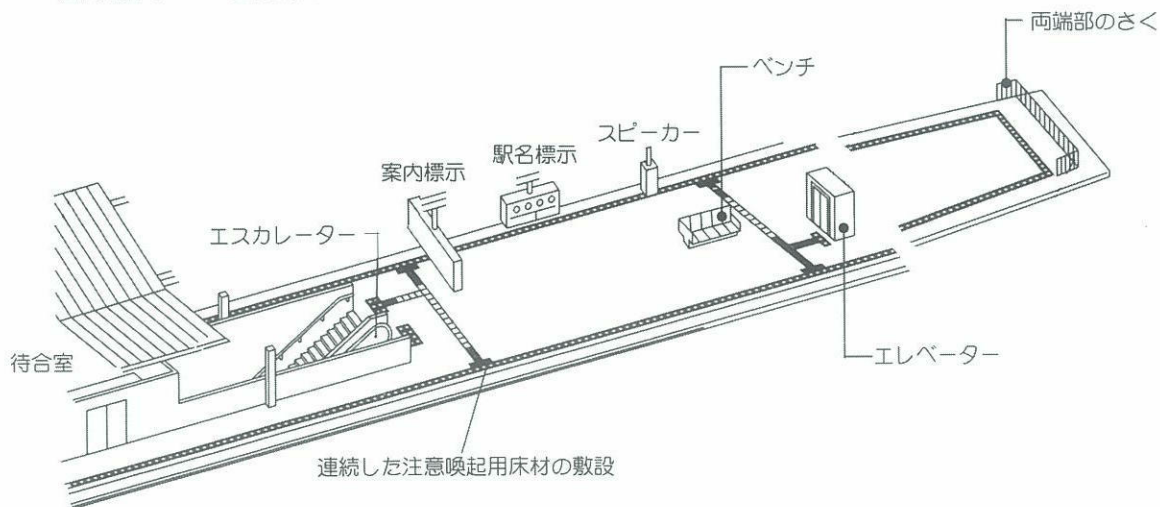 両端部のさく
ベンチ
スピーカー
駅名標示
案内標示
エスカレーター
待合室
エレベーター
連続した注意喚起用床材の敷設